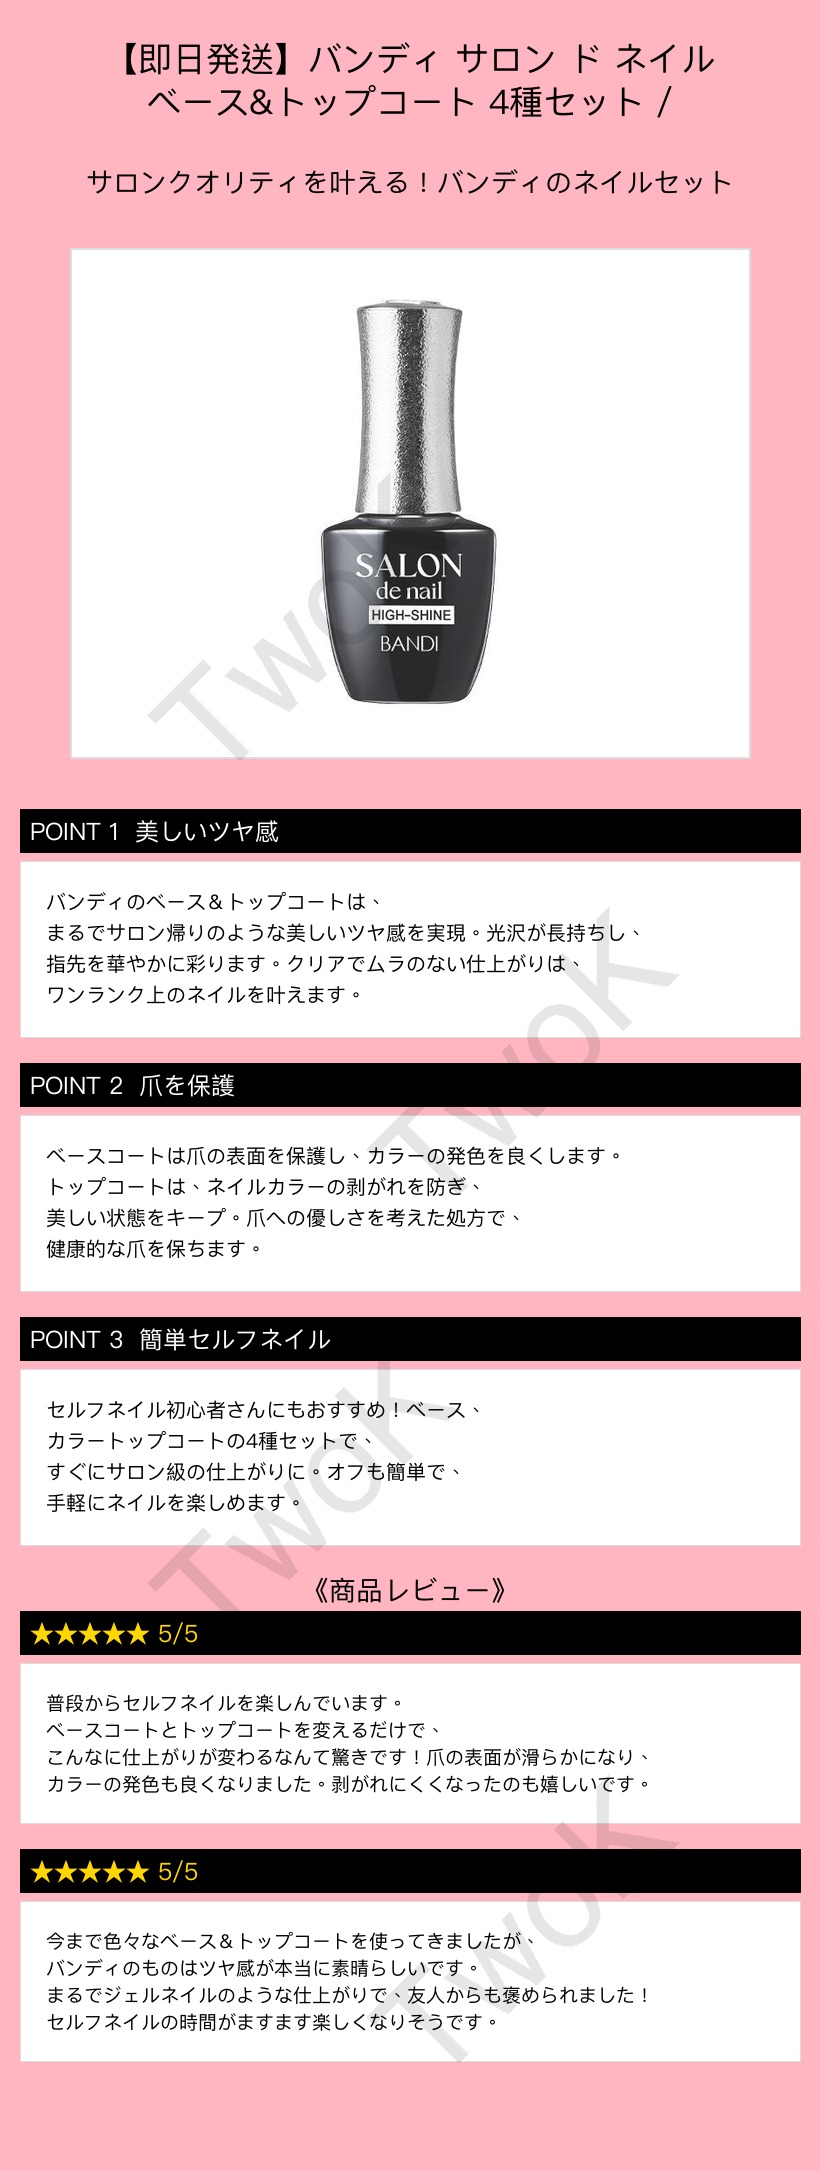 【即日発送】バンディ サロン ド ネイル
ベース&トップコート 4種セット /
サロンクオリティを叶える！バンディのネイルセット
SALON
de nail
HIGH-SHINE
BANDI
TwoK
POINT 1 美しいツヤ感
バンディのベース＆トップコートは、
まるでサロン帰りのような美しいツヤ感を実現。光沢が長持ちし、
指先を華やかに彩ります。クリアでムラのない仕上がりは、
ワンランク上のネイルを叶えます。
TwoK
POINT 2 爪を保護
ベースコートは爪の表面を保護し、カラーの発色を良くします。
トップコートは、ネイルカラーの剥がれを防ぎ、
美しい状態をキープ。爪への優しさを考えた処方で、
健康的な爪を保ちます。
POINT 3 簡単セルフネイル
セルフネイル初心者さんにもおすすめ！ベース、
カラートップコートの4種セットで、
すぐにサロン級の仕上がりに。オフも簡単で、
手軽にネイルを楽しめます。
TwoK
《商品レビュー》
★★★★★ 5/5
普段からセルフネイルを楽しんでいます。
ベースコートとトップコートを変えるだけで、
こんなに仕上がりが変わるなんて驚きです！爪の表面が滑らかになり、
カラーの発色も良くなりました。剥がれにくくなったのも嬉しいです。
★★★★★ 5/5
今まで色々なベース＆トップコートを使ってきましたが、
バンディのものはツヤ感が本当に素晴らしいです。
まるでジェルネイルのような仕上がりで、友人からも褒められました！
セルフネイルの時間がますます楽しくなりそうです。
TwoK